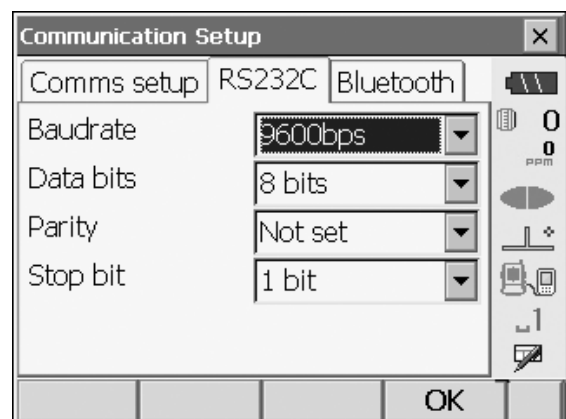 Communication Setup
Comms setup RS232C Bluetooth
Baudrate 9600bps
0
0
PPM
Data bits 8 bits
Parity Not set
Stop bit 1 bit
1
OK